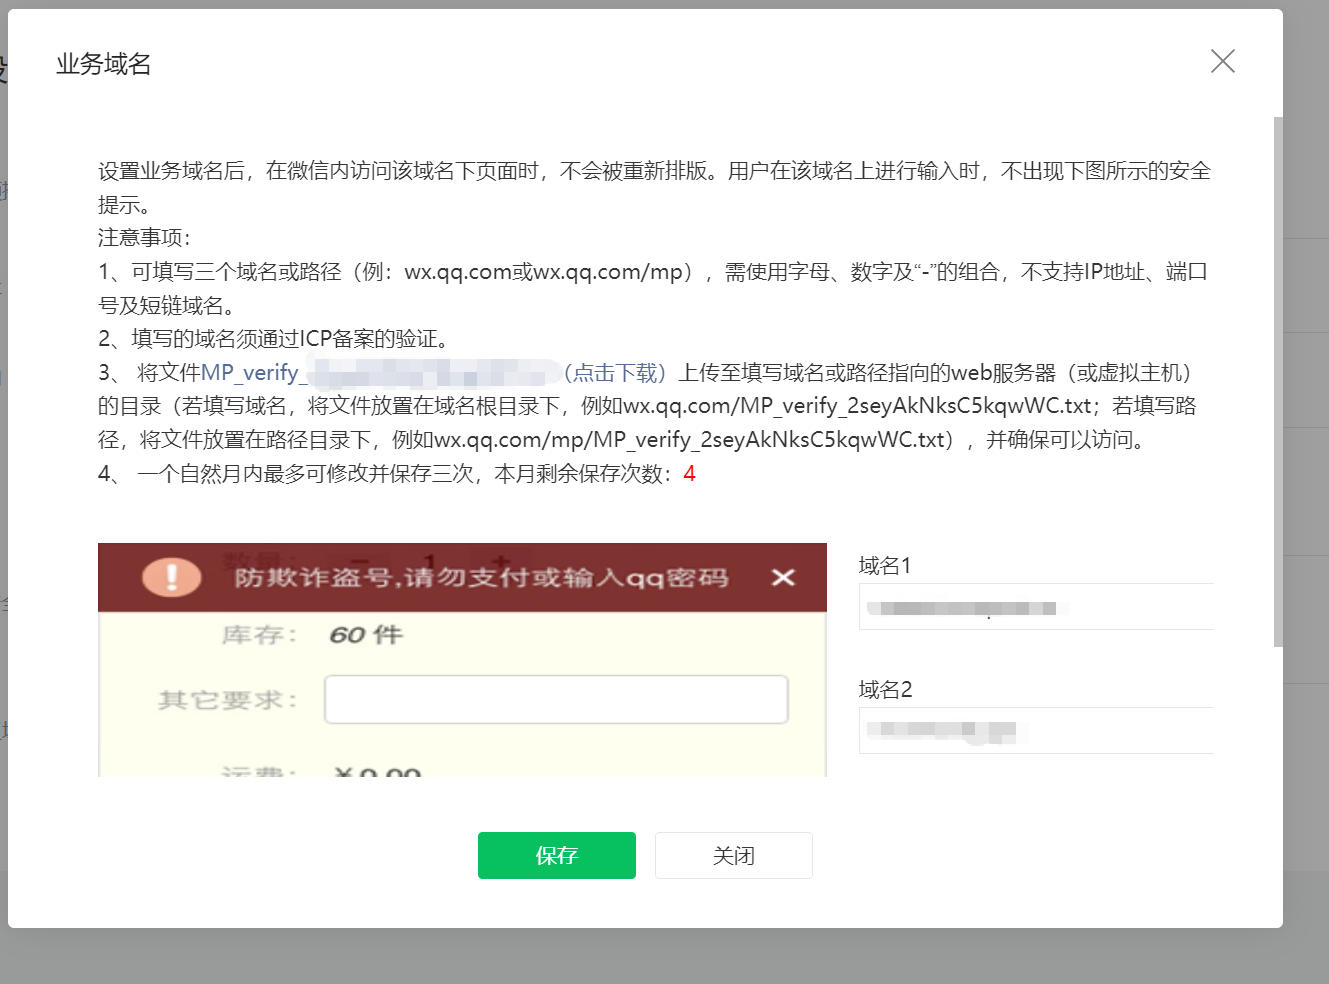 业务域名
设置业务域名后，在微信内访问该域名下页面时，不会被重新排版。用户在该域名上进行输入时，不出现下图所示的安全
提示。
注意事项：
1、可填写三个域名或路径（例：wx.qq.com或wx.qq.com/mp），需使用字母、数字及“-”的组合，不支持IP地址、端口
号及短链域名。
2、填写的域名须通过ICP备案的验证。
3、 将文件MP_verify_（点击下载）上传至填写域名或路径指向的web服务器（或虚拟主机）
的目录（若填写域名，将文件放置在域名根目录下，例如wx.qq.com/MP_verify_2seyAkNksC5kqwWC.txt；若填写路
径，将文件放置在路径目录下，例如wx.qq.com/mp/MP_verify_2seyAkNksC5kqwWC.txt），并确保可以访问。
4、 一个自然月内最多可修改并保存三次，本月剩余保存次数：4
数量： 1 +
防欺诈盗号,请勿支付或输入qq密码
库存： 60 件
其它要求：
运费： ¥ 0.00
域名1
域名2
保存
关闭